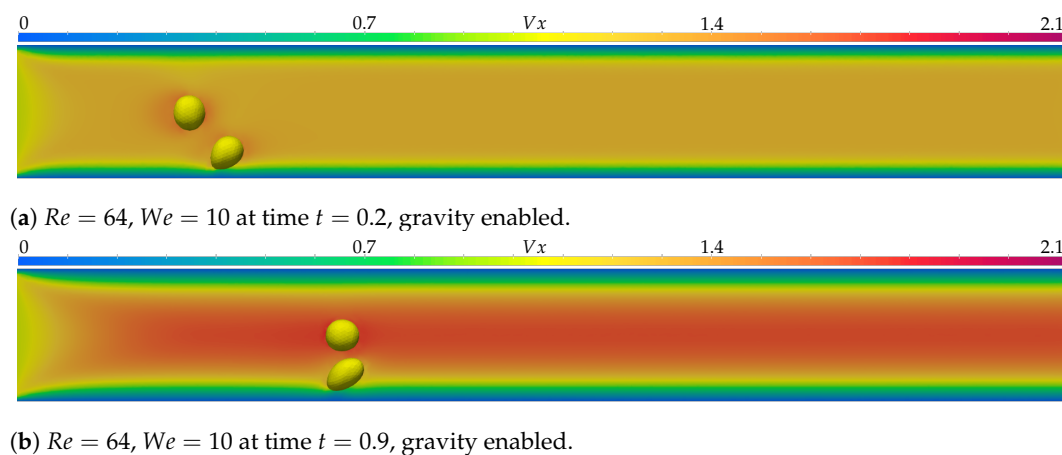 0 0.7 Vx 1.4 2.1
(a) Re = 64, We = 10 at time t = 0.2, gravity enabled.
0 0.7 Vx 1.4 2.1
(b) Re = 64, We = 10 at time t = 0.9, gravity enabled.